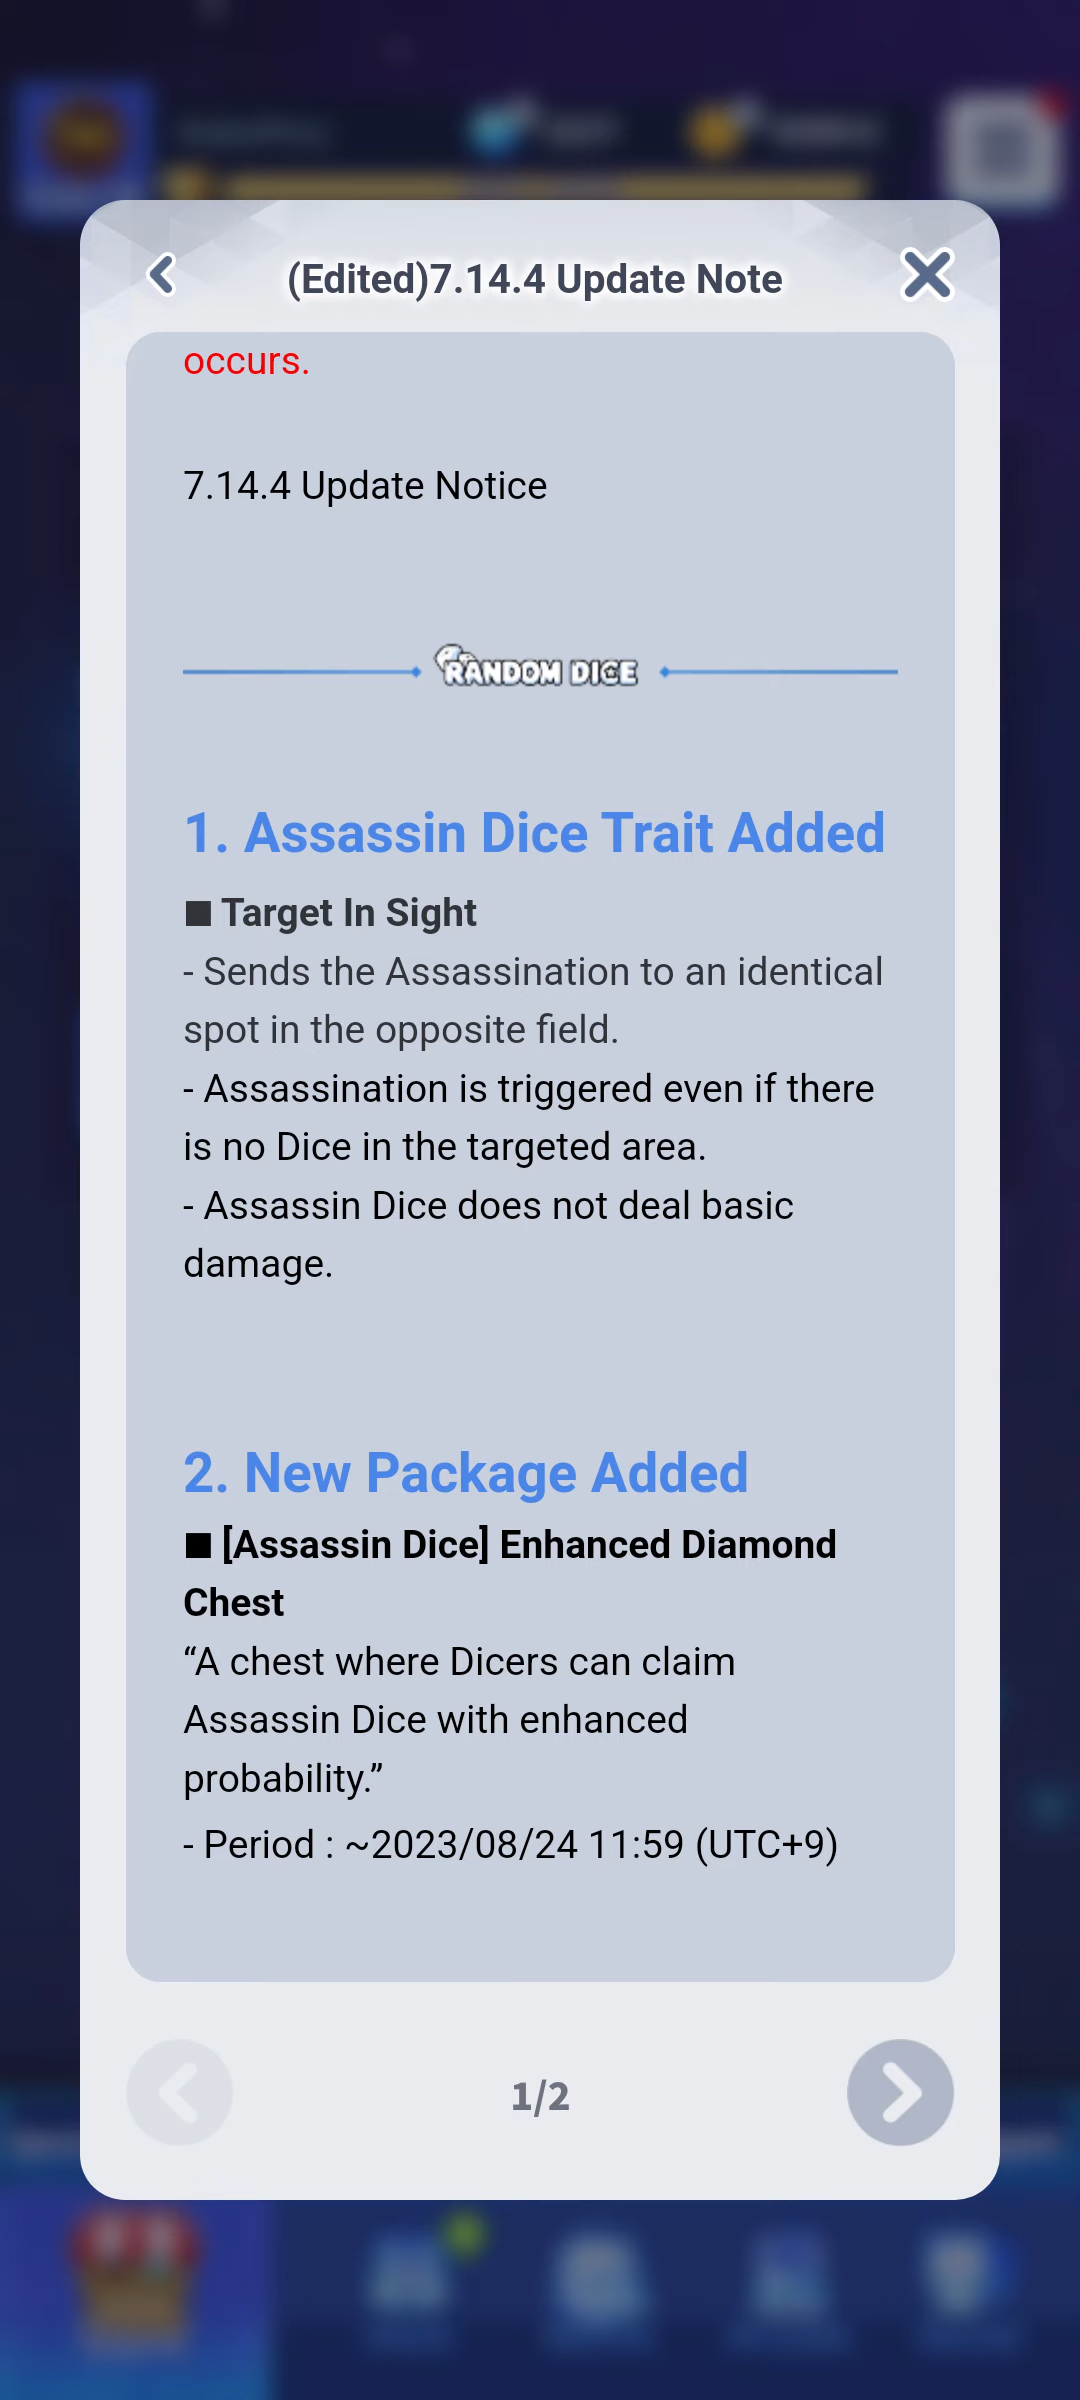 (Edited)7.14.4 Update Note
occurs.
7.14.4 Update Notice
RANDOM DICE
1. Assassin Dice Trait Added
■ Target In Sight
- Sends the Assassination to an identical
spot in the opposite field.
- Assassination is triggered even if there
is no Dice in the targeted area.
- Assassin Dice does not deal basic
damage.
2. New Package Added
■ [Assassin Dice] Enhanced Diamond
Chest
“A chest where Dicers can claim
Assassin Dice with enhanced
probability.”
- Period : ~2023/08/24 11:59 (UTC+9)
1/2